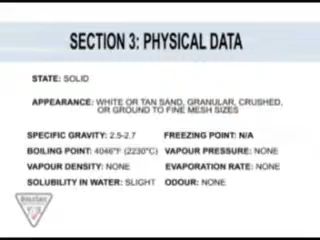 SECTION 3: PHYSICAL DATA
STATE: SOLID
APPEARANCE: WHITE OR TAN SAND, GRANULAR, CRUSHED,
OR GROUND TO FINE MESH SIZES
SPECIFIC GRAVITY: 2.5-2.7 FREEZING POINT: N/A
BOILING POINT: 4046°F (2230°C) VAPOUR PRESSURE: NONE
VAPOUR DENSITY: NONE EVAPORATION RATE: NONE
SOLUBILITY IN WATER: SLIGHT ODOUR: NONE